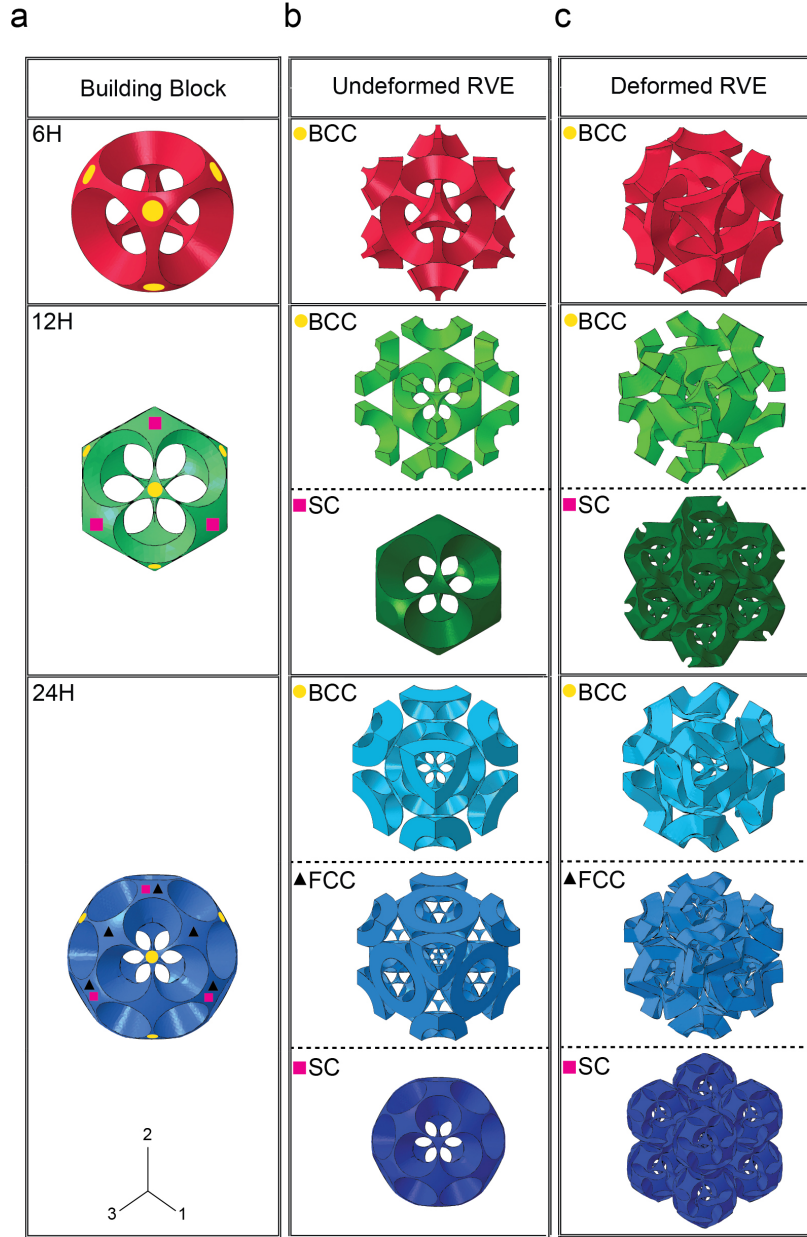 a
b
c
Building Block
Undeformed RVE
Deformed RVE
6H
BCC
BCC
12H
BCC
BCC
SC
SC
24H
BCC
BCC
FCC
FCC
SC
SC
2
3
1